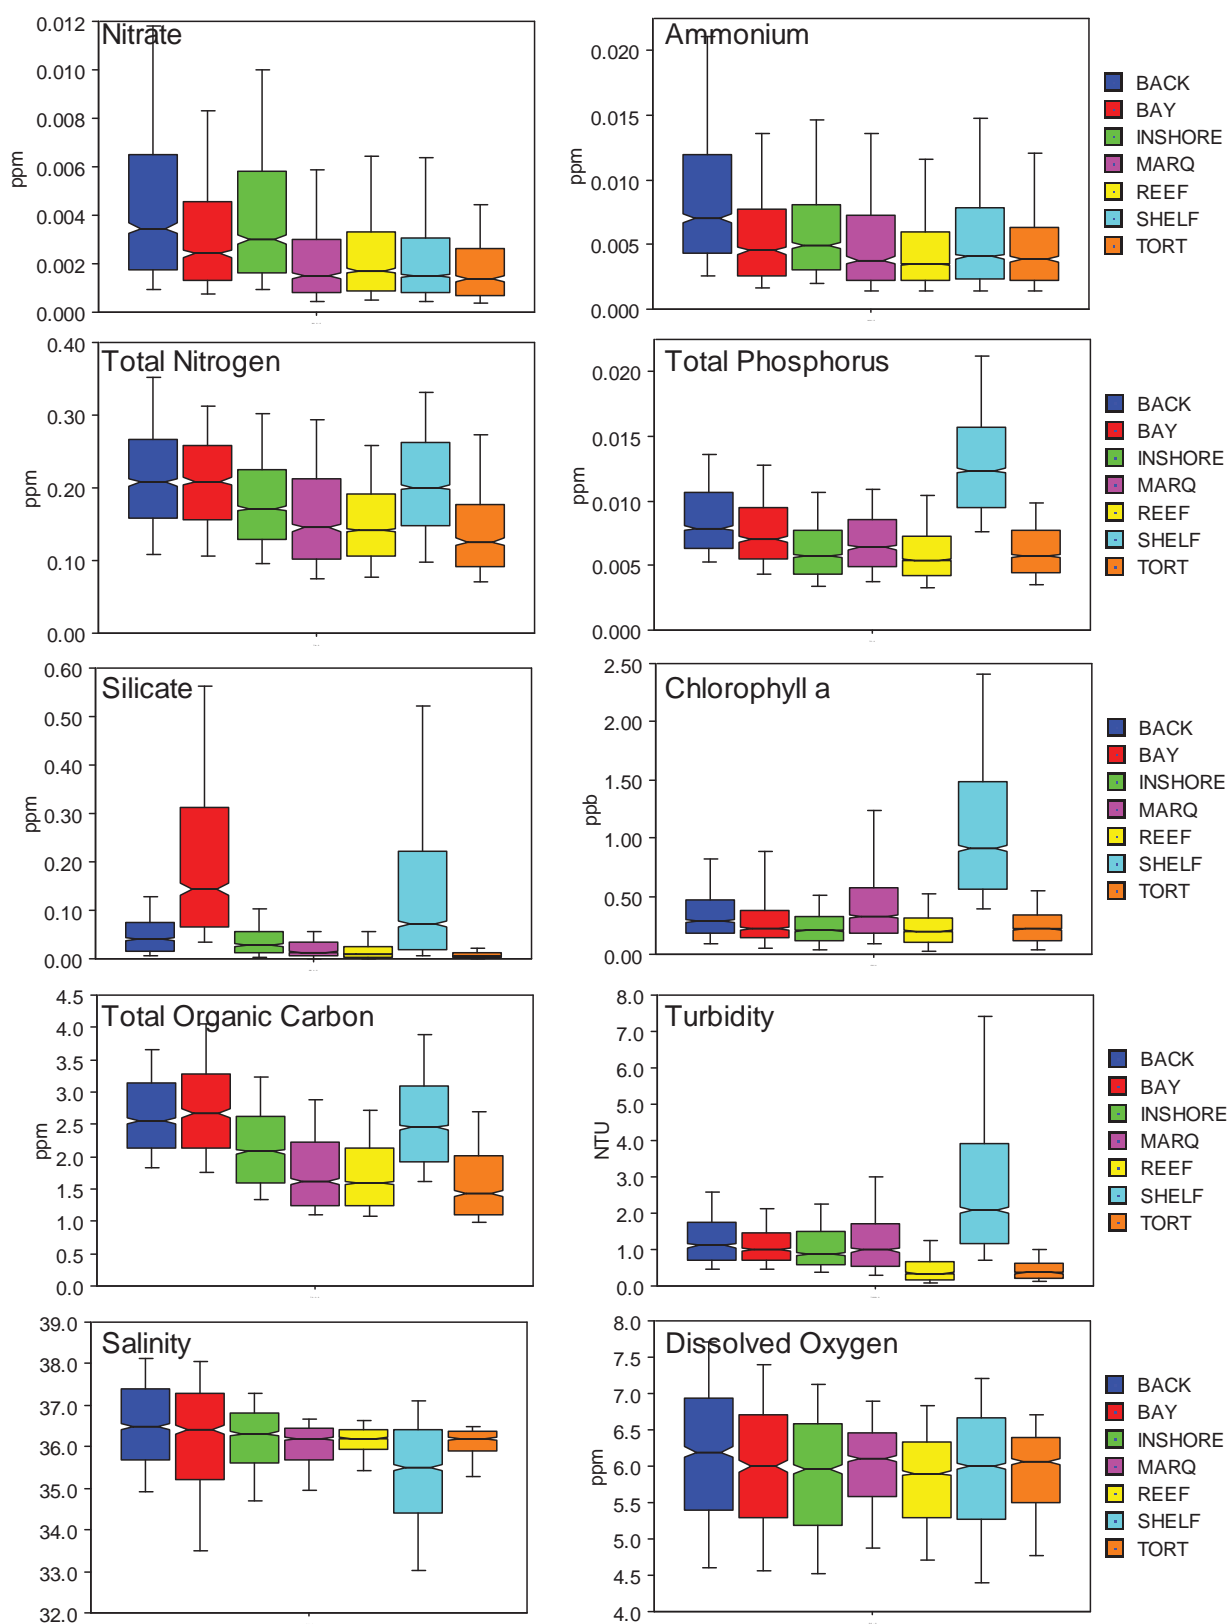 Nitrate
0.012
0.010
0.008
0.006
0.004
0.002
0.000
ppm
Ammonium
0.020
0.015
0.010
0.005
0.000
ppm
BACK
BAY
INSHORE
MARQ
REEF
SHELF
TORT
Total Nitrogen
0.40
0.30
0.20
0.10
0.00
ppm
Total Phosphorus
0.020
0.015
0.010
0.005
0.000
ppm
BACK
BAY
INSHORE
MARQ
REEF
SHELF
TORT
Silicate
0.60
0.50
0.40
0.30
0.20
0.10
0.00
ppm
Chlorophyll a
2.50
2.00
1.50
1.00
0.50
0.00
ppb
BACK
BAY
INSHORE
MARQ
REEF
SHELF
TORT
Total Organic Carbon
4.5
4.0
3.5
3.0
2.5
2.0
1.5
1.0
0.5
0.0
ppm
Turbidity
8.0
7.0
6.0
5.0
4.0
3.0
2.0
1.0
0.0
NTU
BACK
BAY
INSHORE
MARQ
REEF
SHELF
TORT
Salinity
39.0
38.0
37.0
36.0
35.0
34.0
33.0
32.0
Dissolved Oxygen
8.0
7.5
7.0
6.5
6.0
5.5
5.0
4.5
4.0
ppm
BACK
BAY
INSHORE
MARQ
REEF
SHELF
TORT